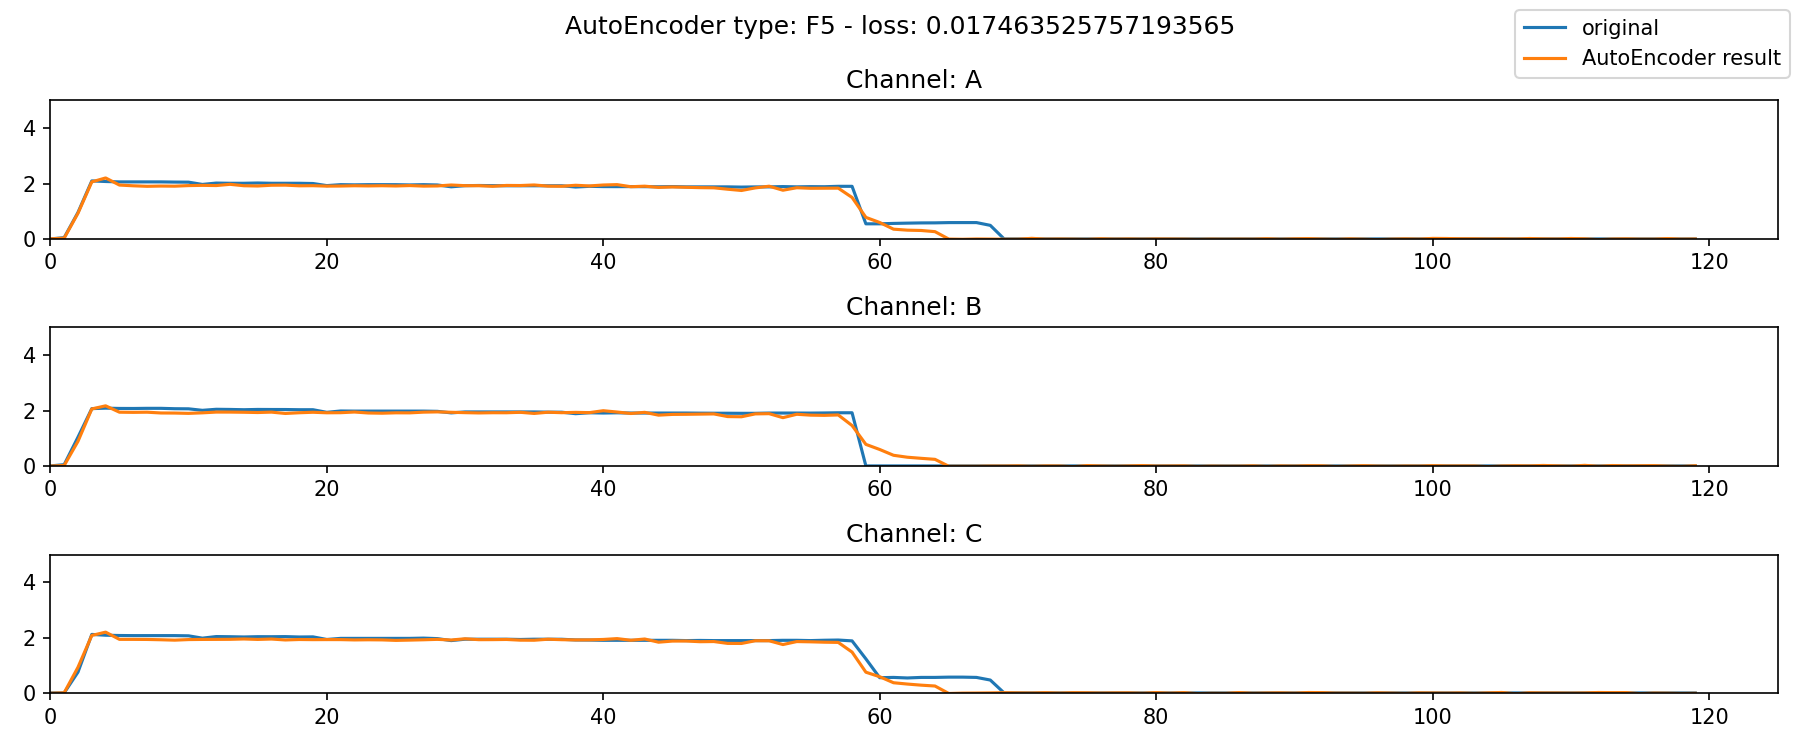 AutoEncoder type: F5 - loss: 0.017463525757193565
original
AutoEncoder result
Channel: A
4
2
0
0 20 40 60 80 100 120
Channel: B
4
2
0
0 20 40 60 80 100 120
Channel: C
4
2
0
0 20 40 60 80 100 120